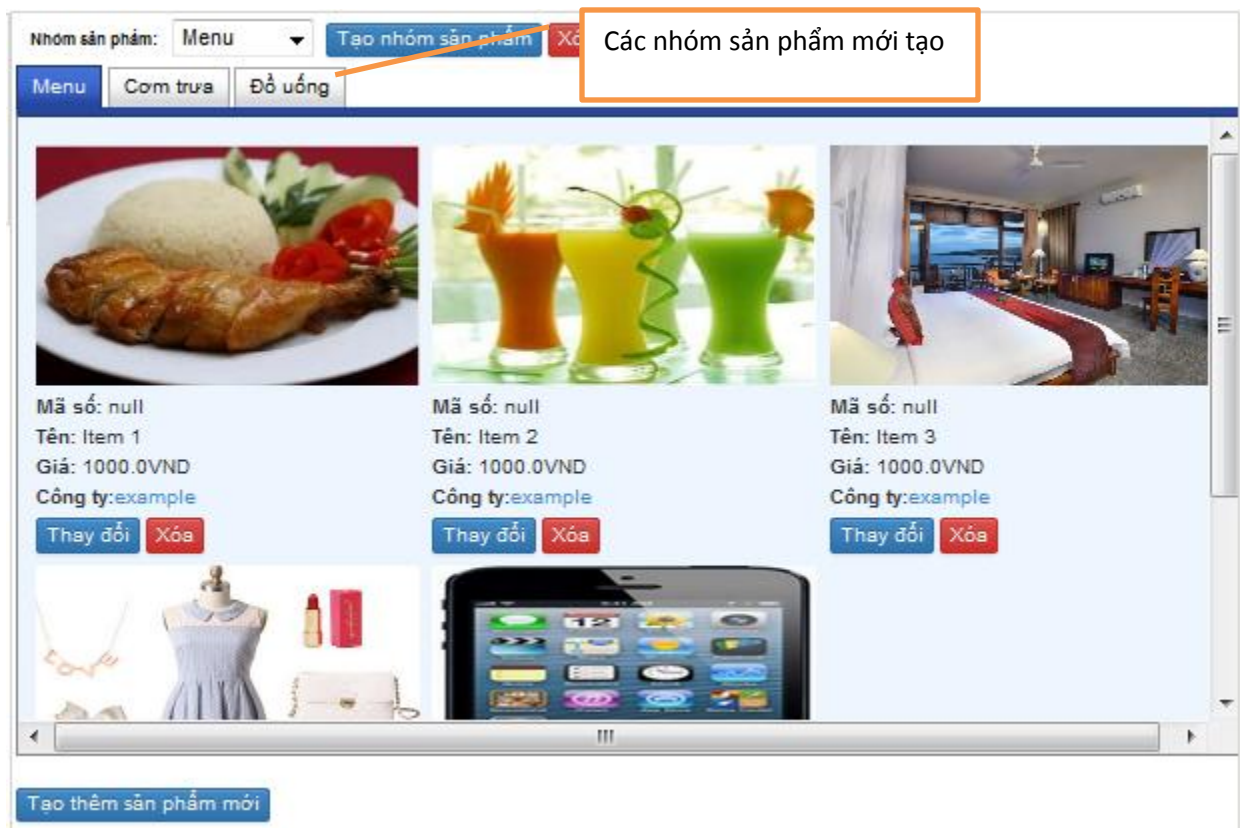 Nhóm sản phẩm: Menu Tạo nhóm sản phẩm
Các nhóm sản phẩm mới tạo
Menu Cơm trưa Đồ uống
Mã số: null Mã số: null Mã số: null
Tên: Item 1 Tên: Item 2 Tên: Item 3
Giá: 1000.0VND Giá: 1000.0VND Giá: 1000.0VND
Công ty:example Công ty:example Công ty:example
Thay đổi Xóa Thay đổi Xóa Thay đổi Xóa
LOVE 12
Tạo thêm sản phẩm mới